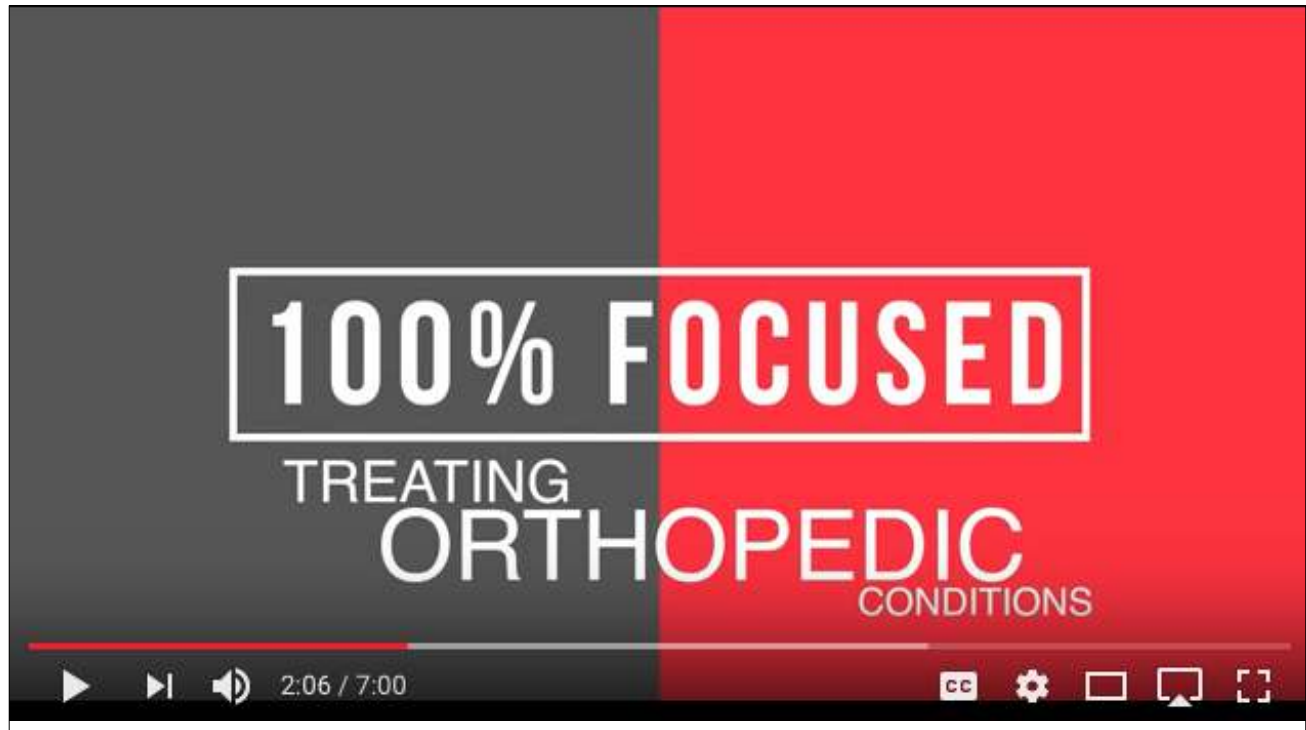 100% FOCUSED
TREATING
ORTHOPEDIC
CONDITIONS
2:06 / 7:00
CC